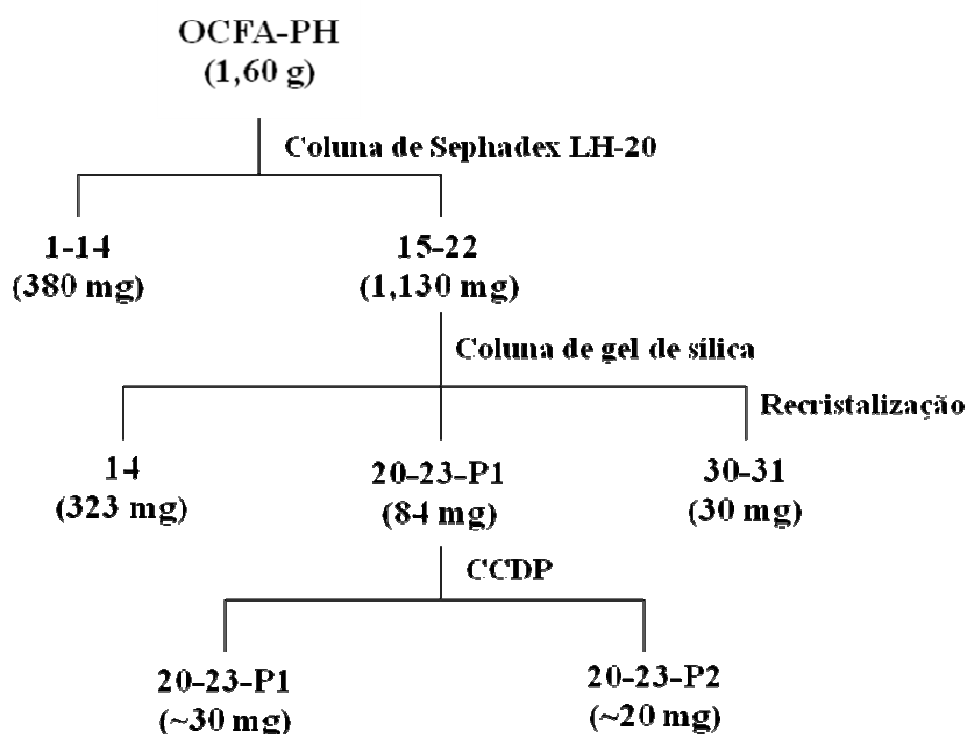 OCFA-PH
(1,60 g)
Coluna de Sephadex LH-20
1-14
(380 mg)
15-22
(1,130 mg)
Coluna de gel de sílica
Recristalização
14
(323 mg)
20-23-P1
(84 mg)
30-31
(30 mg)
CCDP
20-23-P1
(~30 mg)
20-23-P2
(~20 mg)